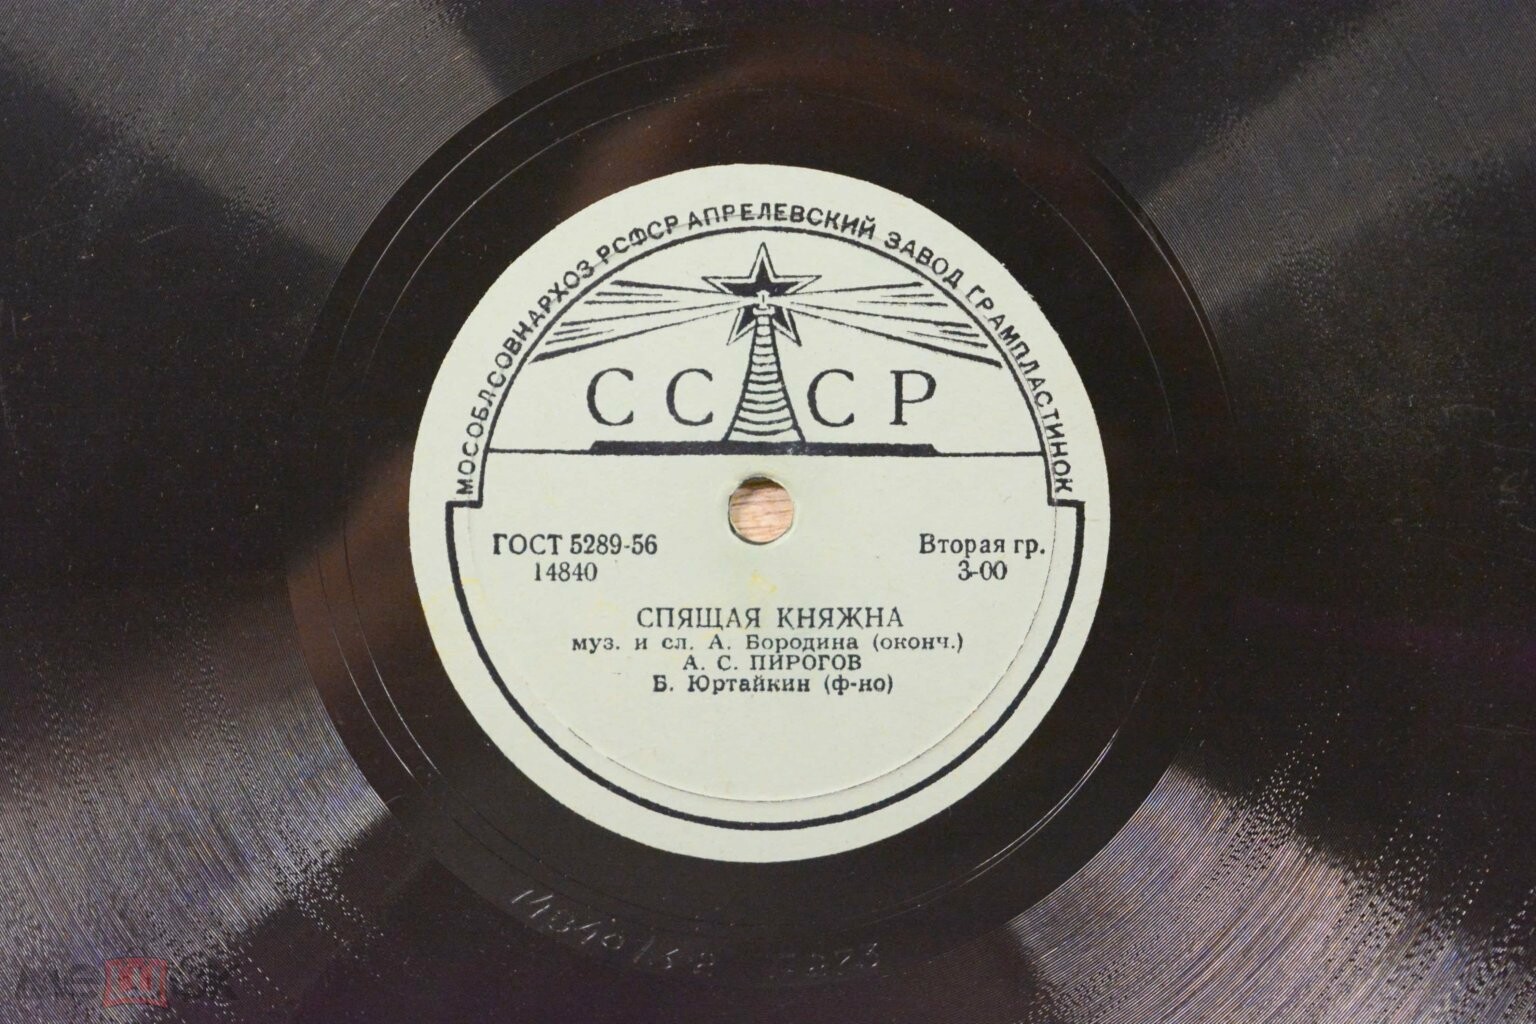 МОСОБЛСОВНАРХОЗ РСФСР АПРЕЛЕВСКИЙ ЗАВОД ГРАМПЛАСТИНОК
СССР
ГОСТ 5289-56
14840
Вторая гр.
3-00
СПЯЩАЯ КНЯЖНА
муз. и сл. А. Бородина (оконч.)
А. С. ПИРОГОВ
Б. Юртайкин (ф-но)